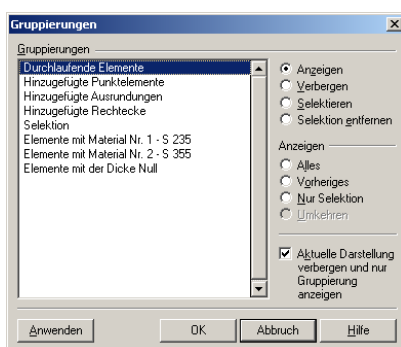 Gruppierungen
Gruppierungen
Durchlaufende Elemente
Hinzugefügte Punktelemente
Hinzugefügte Ausrundungen
Hinzugefügte Rechtecke
Selektion
Elemente mit Material Nr. 1 - S 235
Elemente mit Material Nr. 2 - S 355
Elemente mit der Dicke Null
Anzeigen
Verbergen
Selektieren
Selektion entfernen
Anzeigen
Alles
Vorheriges
Nur Selektion
Umkehren
Aktuelle Darstellung
verbergen und nur
Gruppierung
anzeigen
Anwenden
OK
Abbruch
Hilfe